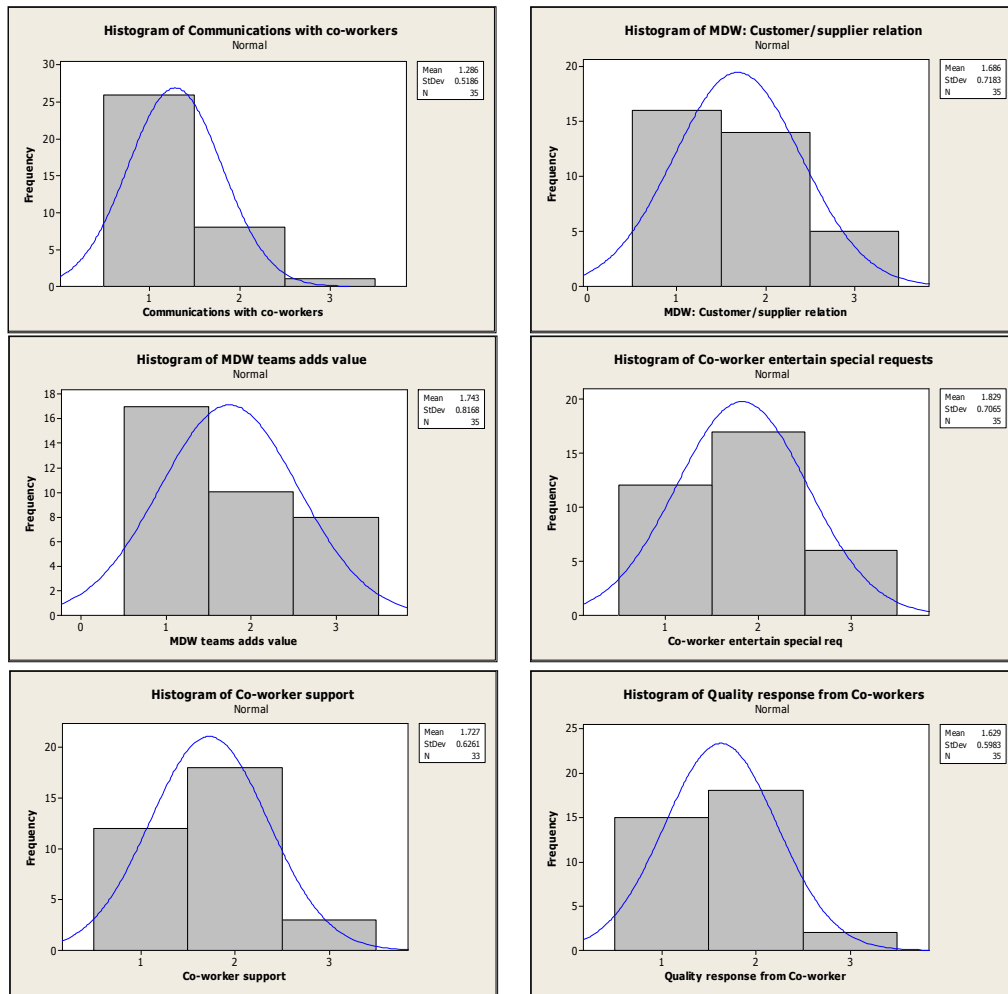 Histogram of Communications with co-workers
Normal
Mean 1.286
StDev 0.5186
N 35
30
25
20
15
10
5
0
Frequency
1 2 3
Communications with co-workers
Histogram of MDW: Customer/supplier relation
Normal
Mean 1.686
StDev 0.7183
N 35
20
15
10
5
0
Frequency
0 1 2 3
MDW: Customer/supplier relation
Histogram of MDW teams adds value
Normal
Mean 1.743
StDev 0.8168
N 35
18
16
14
12
10
8
6
4
2
0
Frequency
0 1 2 3
MDW teams adds value
Histogram of Co-worker entertain special requests
Normal
Mean 1.829
StDev 0.7065
N 35
20
15
10
5
0
Frequency
1 2 3
Co-worker entertain special req
Histogram of Co-worker support
Normal
Mean 1.727
StDev 0.6261
N 33
20
15
10
5
0
Frequency
1 2 3
Co-worker support
Histogram of Quality response from Co-workers
Normal
Mean 1.629
StDev 0.5983
N 35
25
20
15
10
5
0
Frequency
1 2 3
Quality response from Co-worker